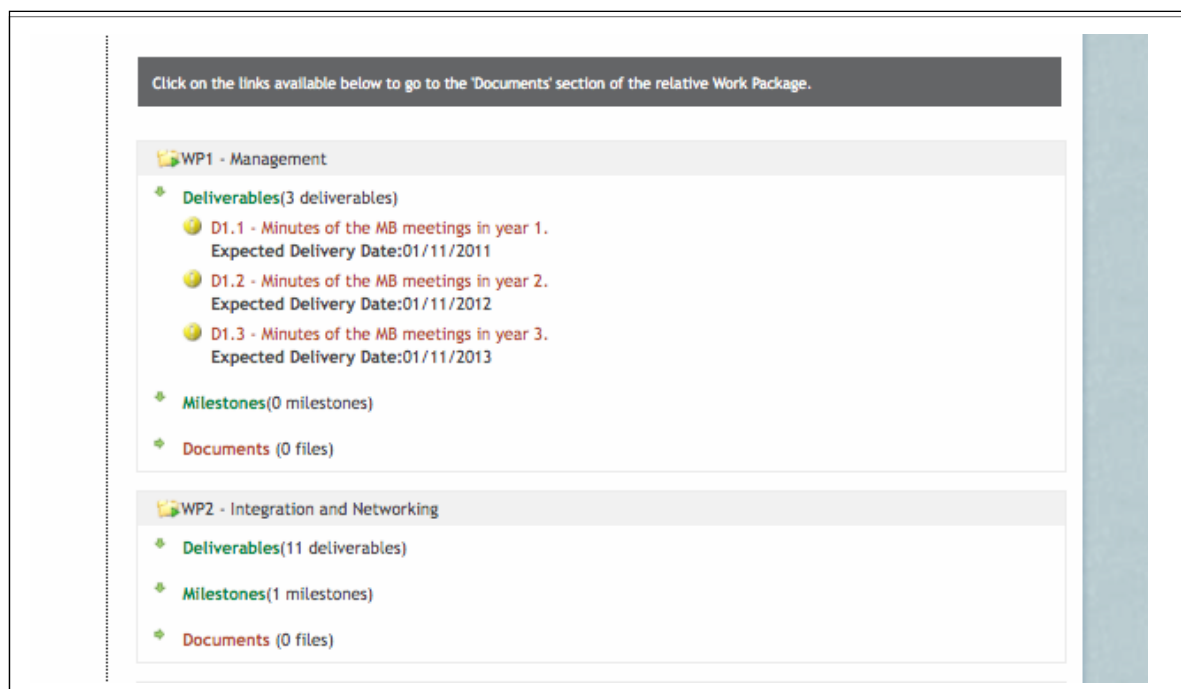 Click on the links available below to go to the 'Documents' section of the relative Work Package.
WP1 - Management
Deliverables(3 deliverables)
D1.1 - Minutes of the MB meetings in year 1.
Expected Delivery Date:01/11/2011
D1.2 - Minutes of the MB meetings in year 2.
Expected Delivery Date:01/11/2012
D1.3 - Minutes of the MB meetings in year 3.
Expected Delivery Date:01/11/2013
Milestones(0 milestones)
Documents (0 files)
WP2 - Integration and Networking
Deliverables(11 deliverables)
Milestones(1 milestones)
Documents (0 files)